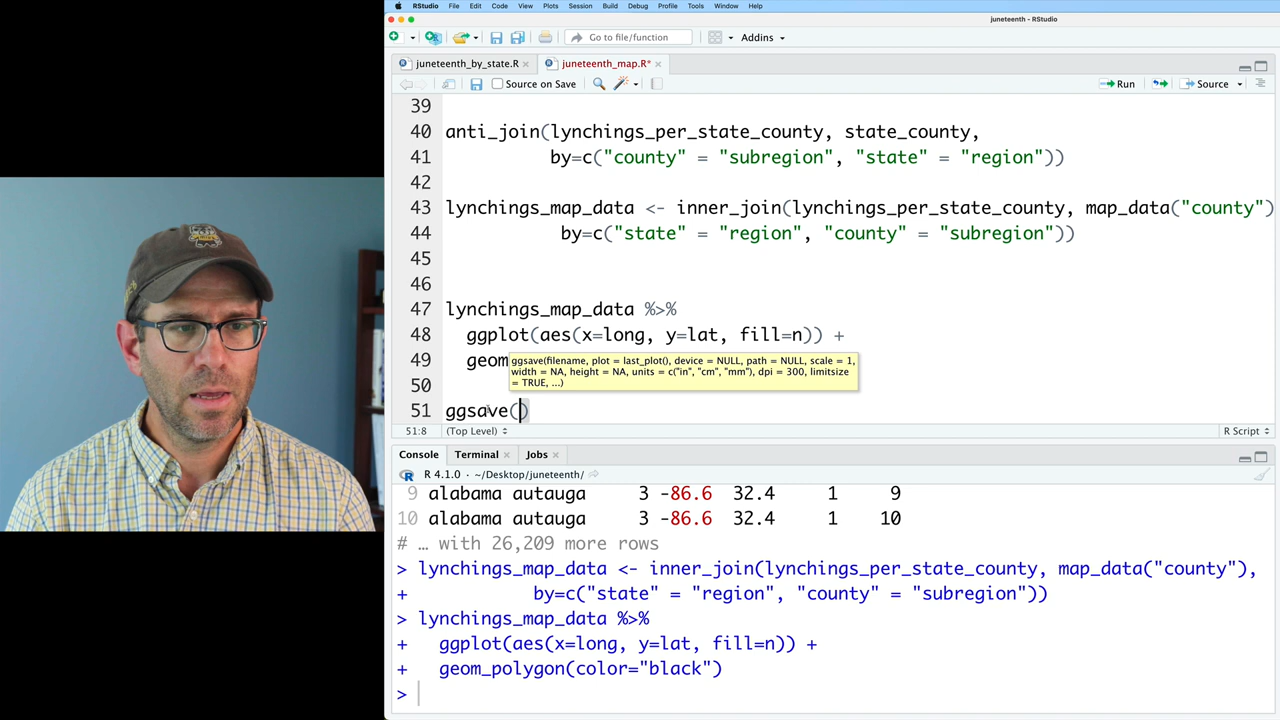 RStudio File Edit Code View Plots Session Build Debug Profile Tools Window Help
juneteenth - RStudio
Go to file/function Addins
juneteenth_by_state.R juneteenth_map.R*
Source on Save Run Source
39
40 anti_join(lynchings_per_state_county, state_county,
41 by=c("county" = "subregion", "state" = "region"))
42
43 lynchings_map_data <- inner_join(lynchings_per_state_county, map_data("county")
44 by=c("state" = "region", "county" = "subregion"))
45
46
47 lynchings_map_data %>%
48 ggplot(aes(x=long, y=lat, fill=n)) +
49 geom
ggsave(filename, plot = last_plot(), device = NULL, path = NULL, scale = 1,
width = NA, height = NA, units = c("in", "cm", "mm"), dpi = 300, limitsize
= TRUE, ...)
50
51 ggsave()
51:8 (Top Level) R Script
Console Terminal Jobs
R 4.1.0 · ~/Desktop/juneteenth/
9 alabama autauga 3 -86.6 32.4 1 9
10 alabama autauga 3 -86.6 32.4 1 10
# … with 26,209 more rows
> lynchings_map_data <- inner_join(lynchings_per_state_county, map_data("county"),
+ by=c("state" = "region", "county" = "subregion"))
> lynchings_map_data %>%
+ ggplot(aes(x=long, y=lat, fill=n)) +
+ geom_polygon(color="black")
>